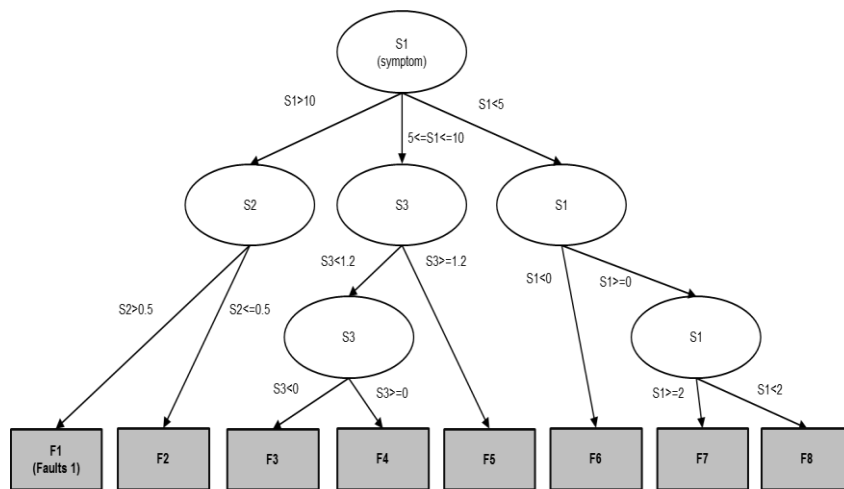 S1
(symptom)
S1>10
S1<5
5<=S1<=10
S2
S3
S1
S3<1.2
S3>=1.2
S1<0
S1>=0
S2>0.5
S2<=0.5
S3
S1
S3<0
S3>=0
S1>=2
S1<2
F1
(Faults 1)
F2
F3
F4
F5
F6
F7
F8